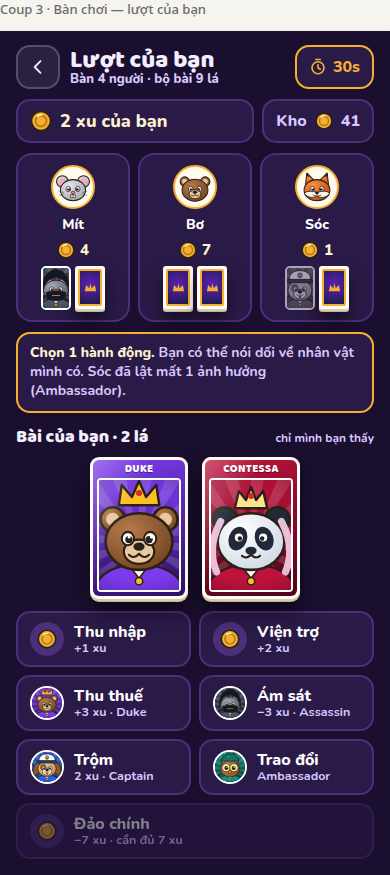 Coup 3 · Bàn chơi — lượt của bạn
Lượt của bạn
Bàn 4 người · bộ bài 9 lá
30s
2 xu của bạn
Kho 41
Mít
4
Bơ
7
Sóc
1
Chọn 1 hành động. Bạn có thể nói dối về nhân vật
mình có. Sóc đã lật mất 1 ảnh hưởng
(Ambassador).
Bài của bạn · 2 lá
chỉ mình bạn thấy
DUKE
CONTESSA
Thu nhập
+1 xu
Viện trợ
+2 xu
Thu thuế
+3 xu · Duke
Ám sát
−3 xu · Assassin
Trộm
2 xu · Captain
Trao đổi
Ambassador
Đảo chính
−7 xu · cần đủ 7 xu